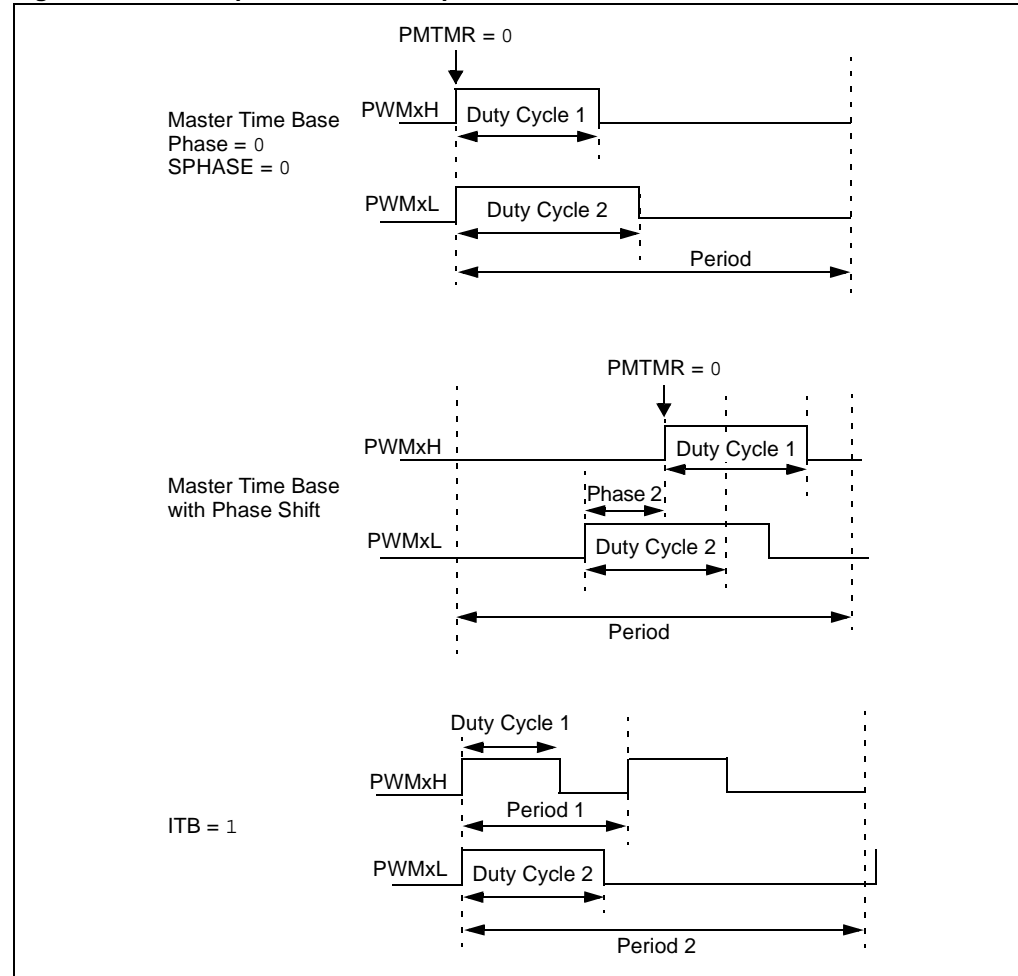 PMTMR = 0
PWMxH
Duty Cycle 1
Master Time Base
Phase = 0
SPHASE = 0
PWMxL
Duty Cycle 2
Period
PMTMR = 0
PWMxH
Duty Cycle 1
Master Time Base
with Phase Shift
Phase 2
PWMxL
Duty Cycle 2
Period
Duty Cycle 1
PWMxH
Period 1
ITB = 1
PWMxL
Duty Cycle 2
Period 2